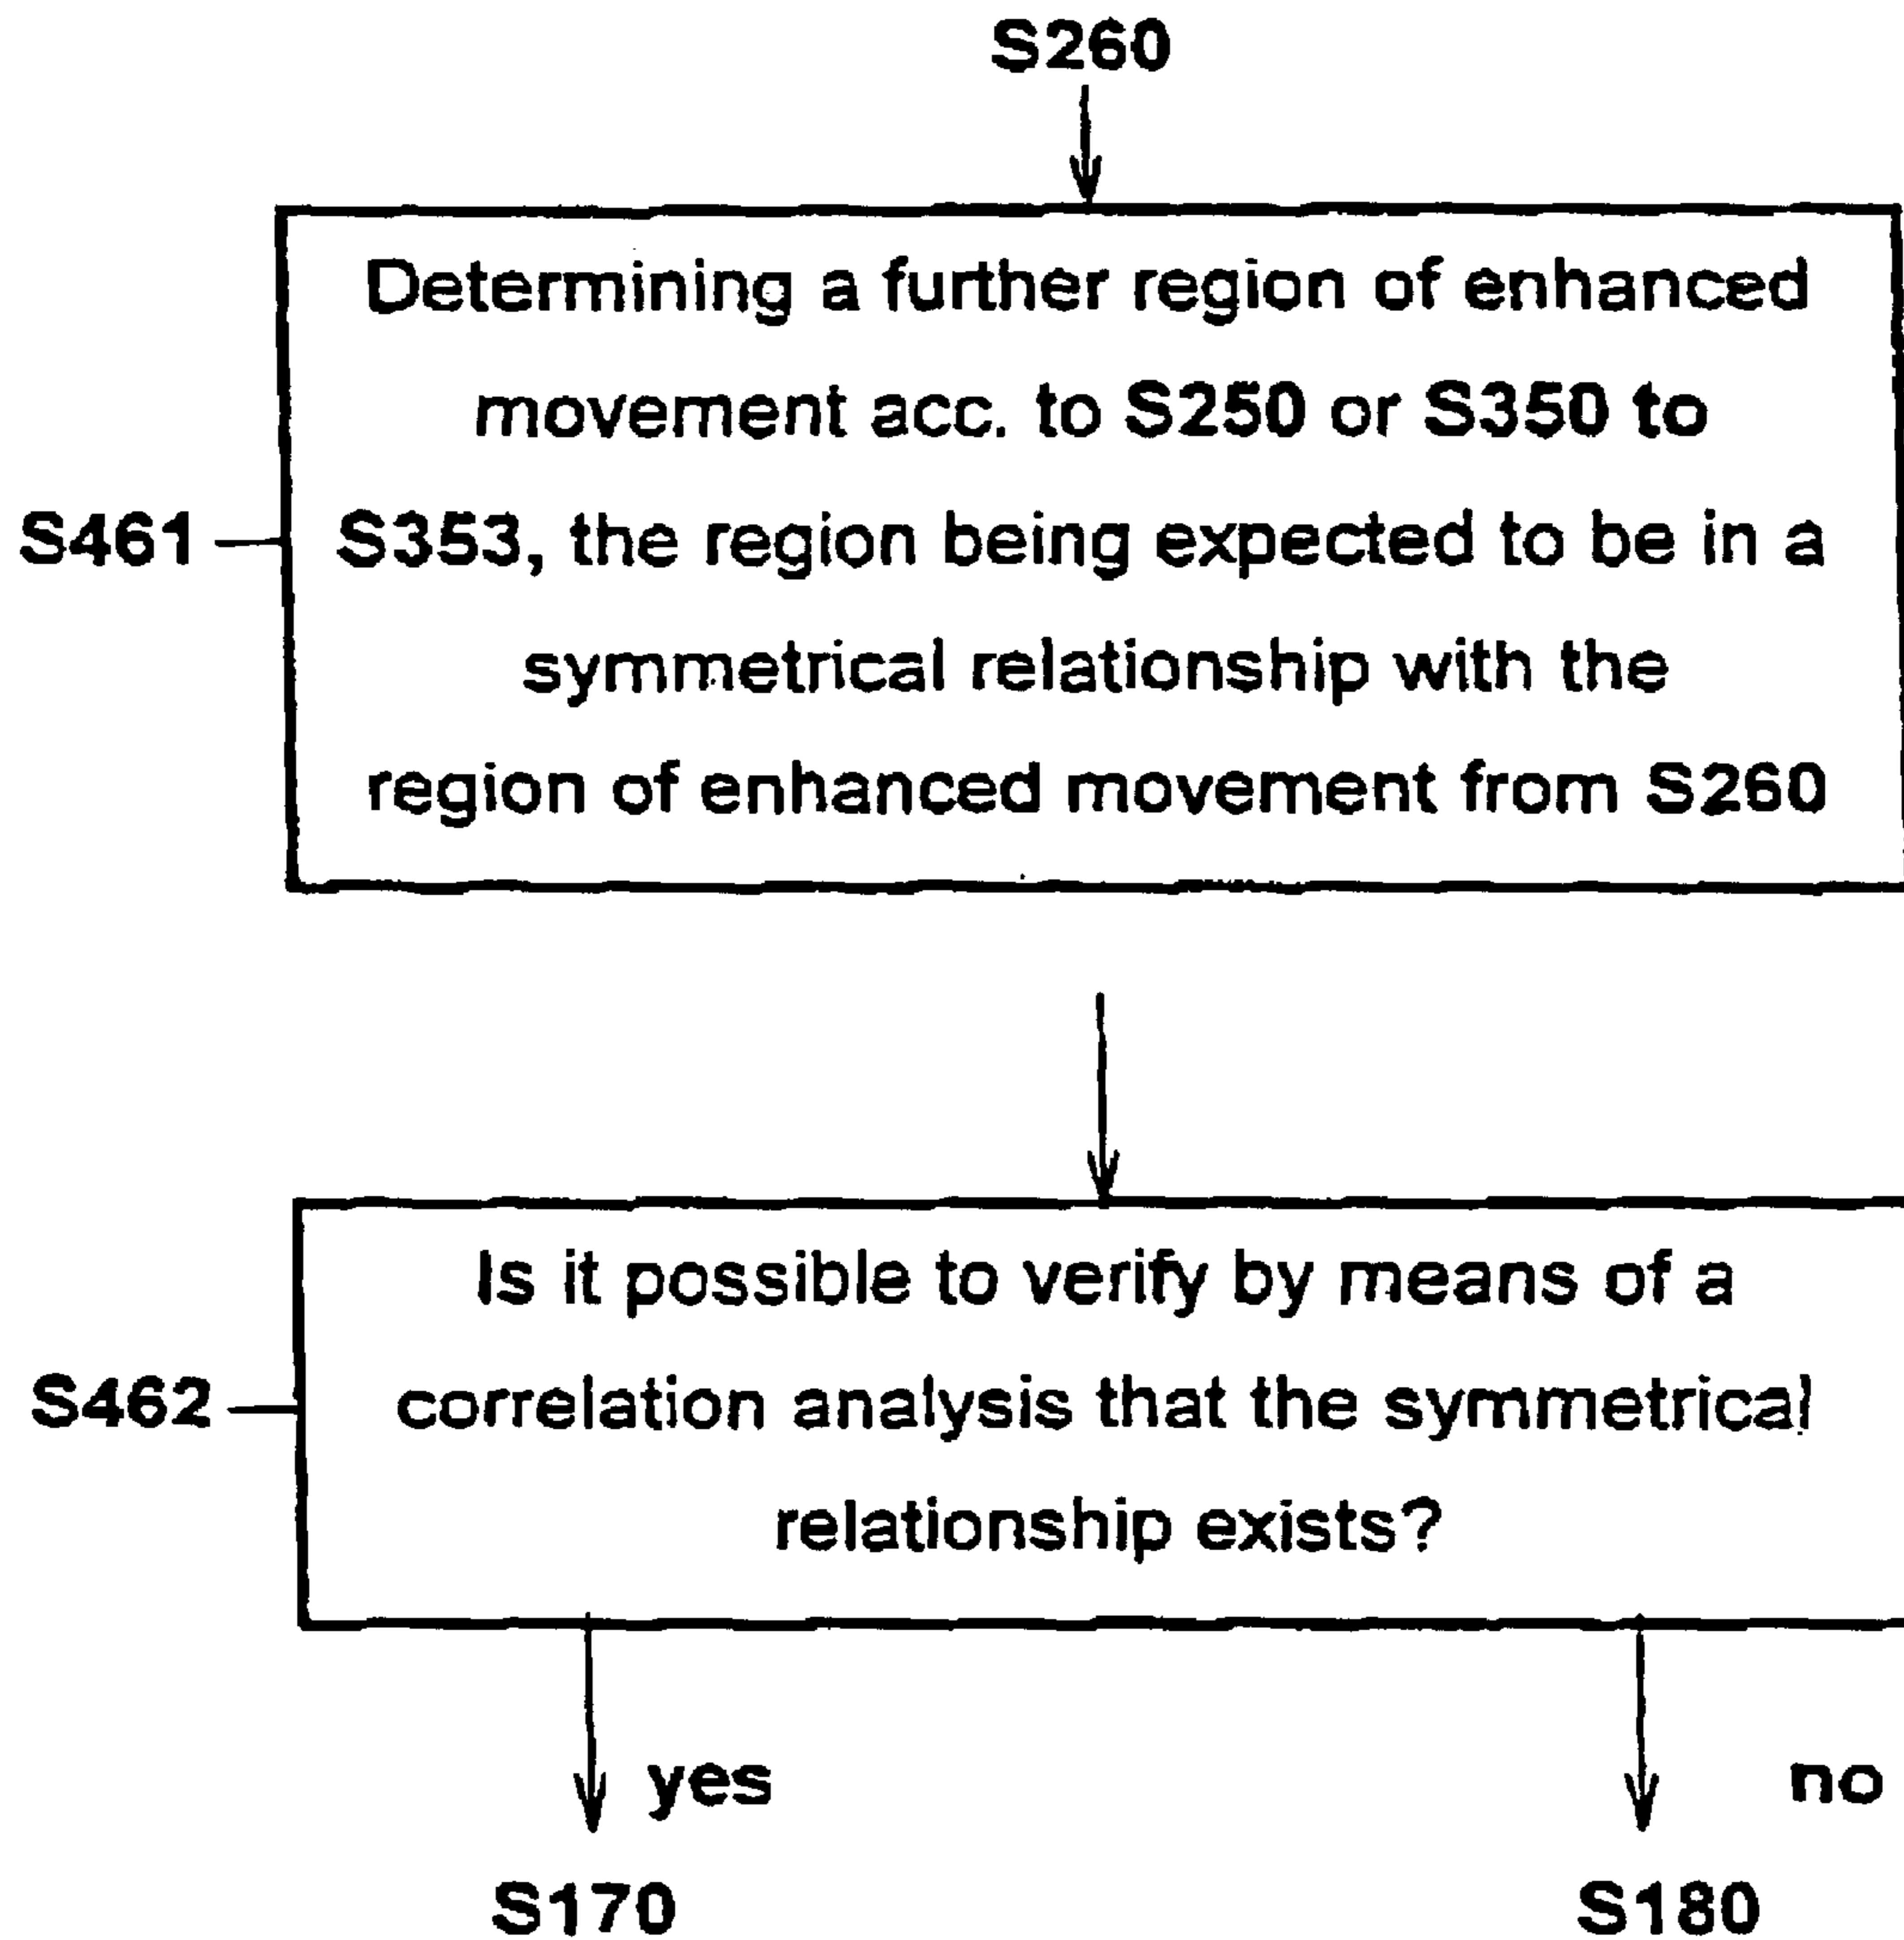 S260
Determining a further region of enhanced
movement acc. to S250 or S350 to
S461
S353, the region being expected to be in a
symmetrical relationship with the
region of enhanced movement from S260
Is it possible to verify by means of a
S462
correlation analysis that the symmetrical
relationship exists?
yes
no
S170
S180